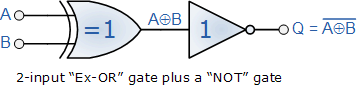 A
B
=1
A⊕B
1
Q = A̅⊕̅B̅
2-input “Ex-OR” gate plus a “NOT” gate